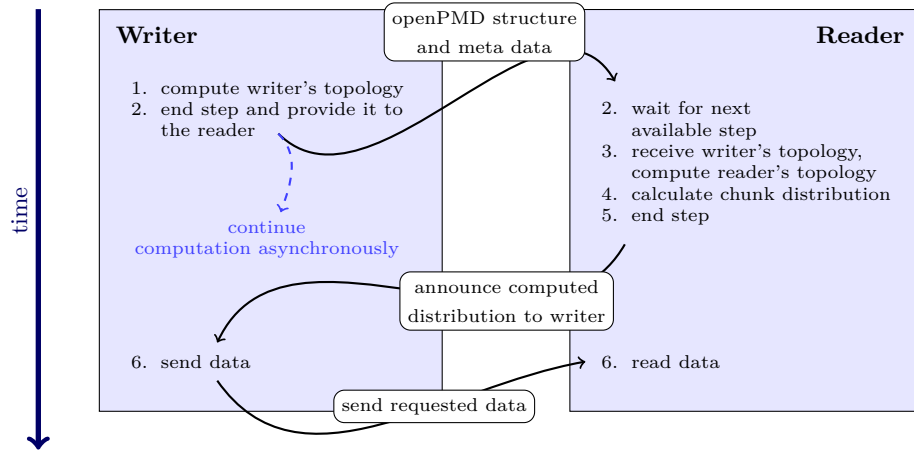 openPMD structure
and meta data
Writer
Reader
1. compute writer's topology
2. end step and provide it to
the reader
2. wait for next
available step
3. receive writer's topology,
compute reader's topology
4. calculate chunk distribution
5. end step
time
continue
computation asynchronously
announce computed
distribution to writer
6. send data
6. read data
send requested data